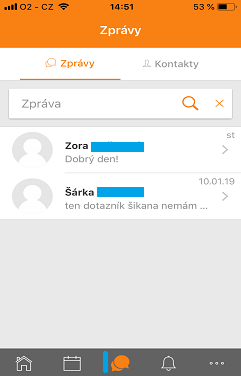 O2 - CZ 14:51 53 %
Zprávy
Zprávy Kontakty
Zpráva
st
Zora
Dobrý den!
10.01.19
Šárka
ten dotazník šikana nemám ...